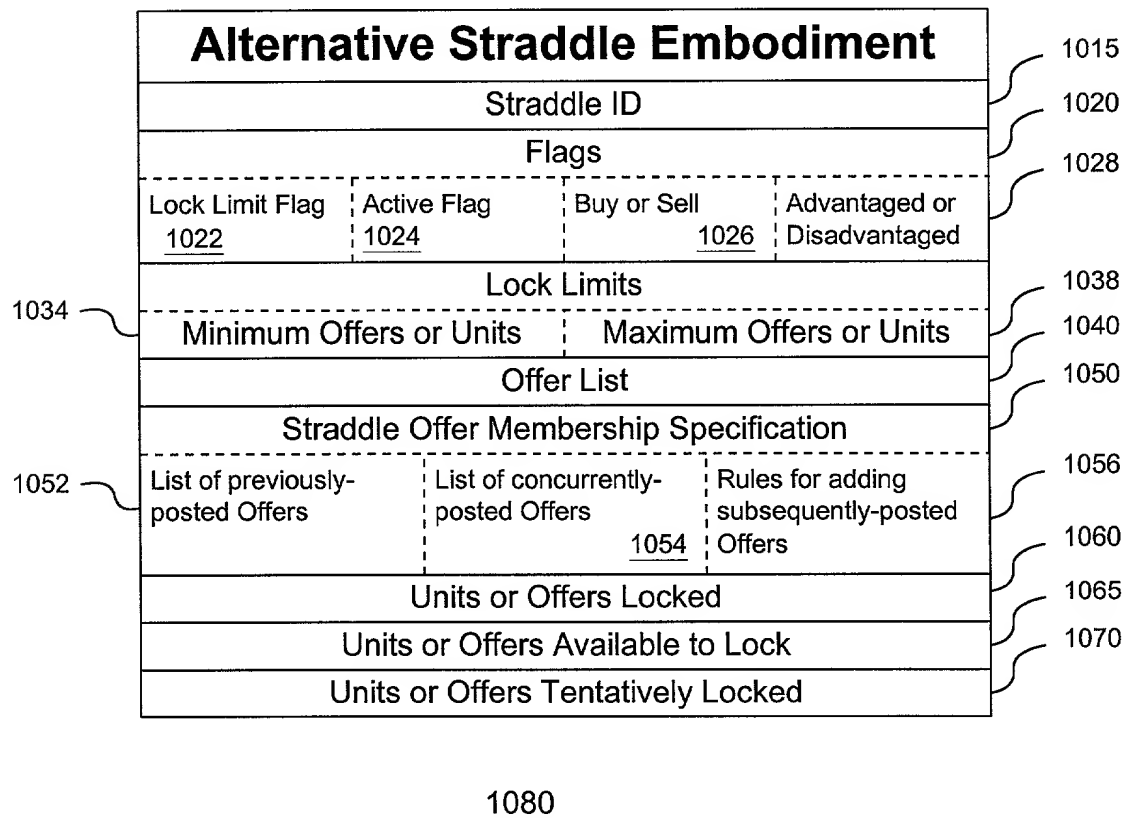 Alternative Straddle Embodiment
1015
Straddle ID
1020
Flags
1028
Lock Limit Flag
1022
Active Flag
1024
Buy or Sell
1026
Advantaged or
Disadvantaged
Lock Limits
1034
1038
Minimum Offers or Units
Maximum Offers or Units
1040
Offer List
1050
Straddle Offer Membership Specification
1052
List of previously-
posted Offers
List of concurrently-
posted Offers
1054
Rules for adding
subsequently-posted
Offers
1056
1060
Units or Offers Locked
1065
Units or Offers Available to Lock
1070
Units or Offers Tentatively Locked
1080